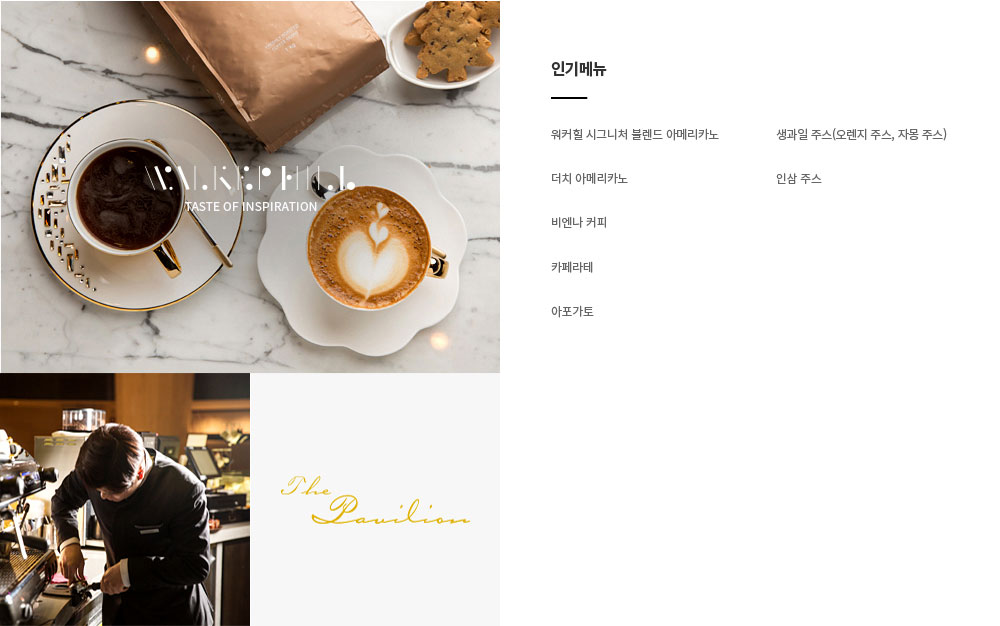 WALKERHILL
TASTE OF INSPIRATION
The
Pavilion
인기메뉴
워커힐 시그니처 블렌드 아메리카노
더치 아메리카노
비엔나 커피
카페라테
아포가토
생과일 주스(오렌지 주스, 자몽 주스)
인삼 주스